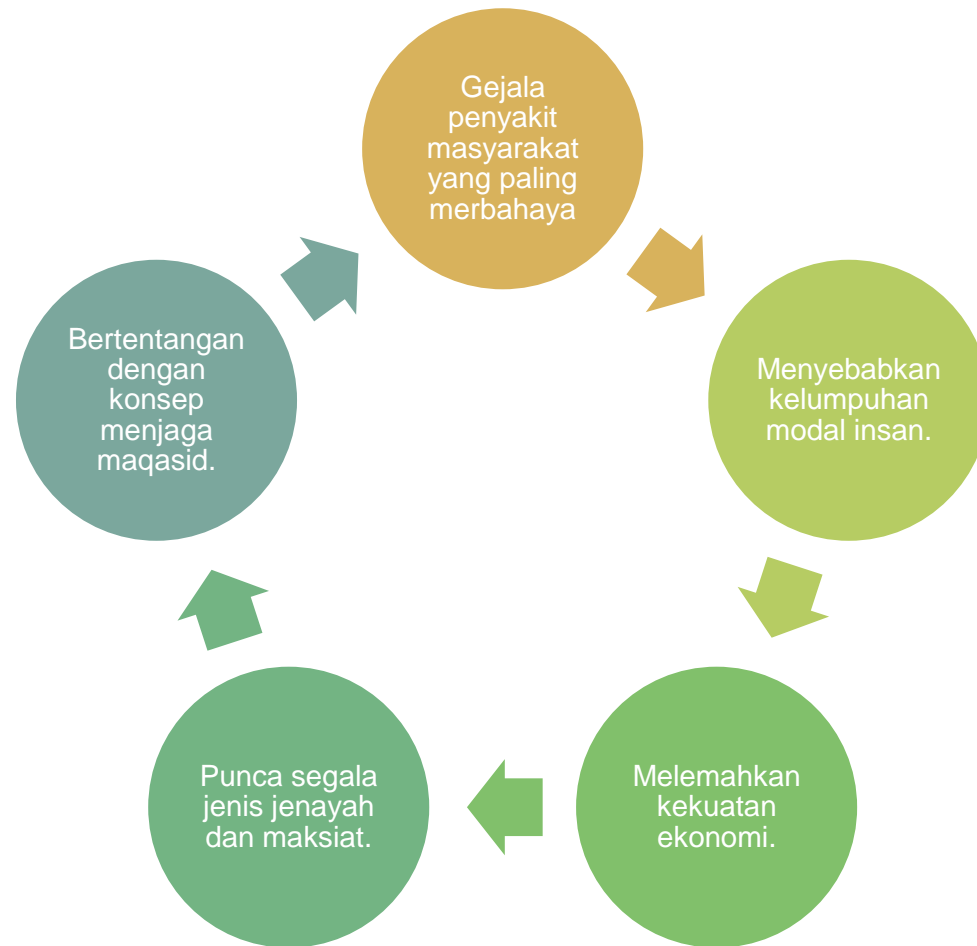 Gejala
penyakit
masyarakat
yang paling
merbahaya
Menyebabkan
kelumpuhan
modal insan.
Melemahkan
kekuatan
ekonomi.
Punca segala
jenis jenayah
dan maksiat.
Bertentangan
dengan
konsep
menjaga
maqasid.